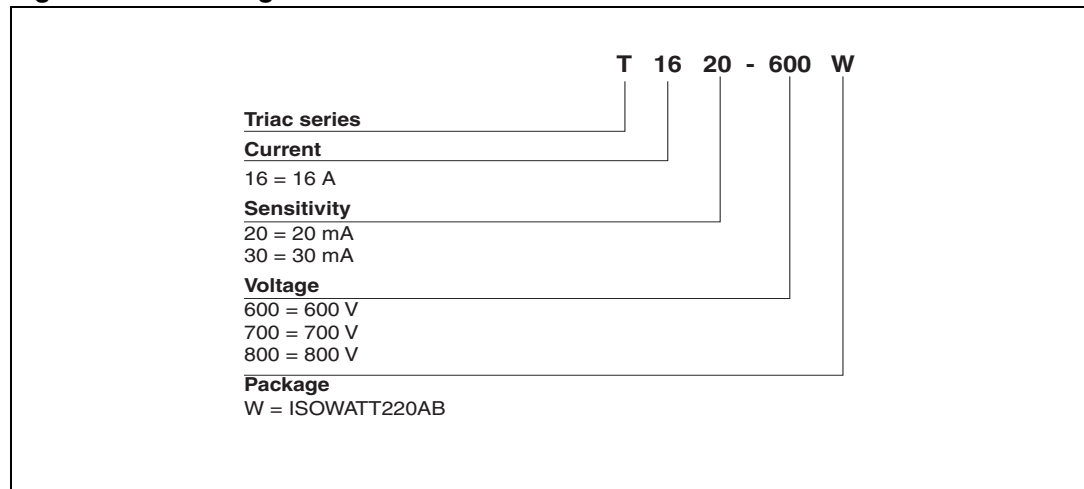 T 16 20 - 600 W
Triac series
Current
16 = 16 A
Sensitivity
20 = 20 mA
30 = 30 mA
Voltage
600 = 600 V
700 = 700 V
800 = 800 V
Package
W = ISOWATT220AB